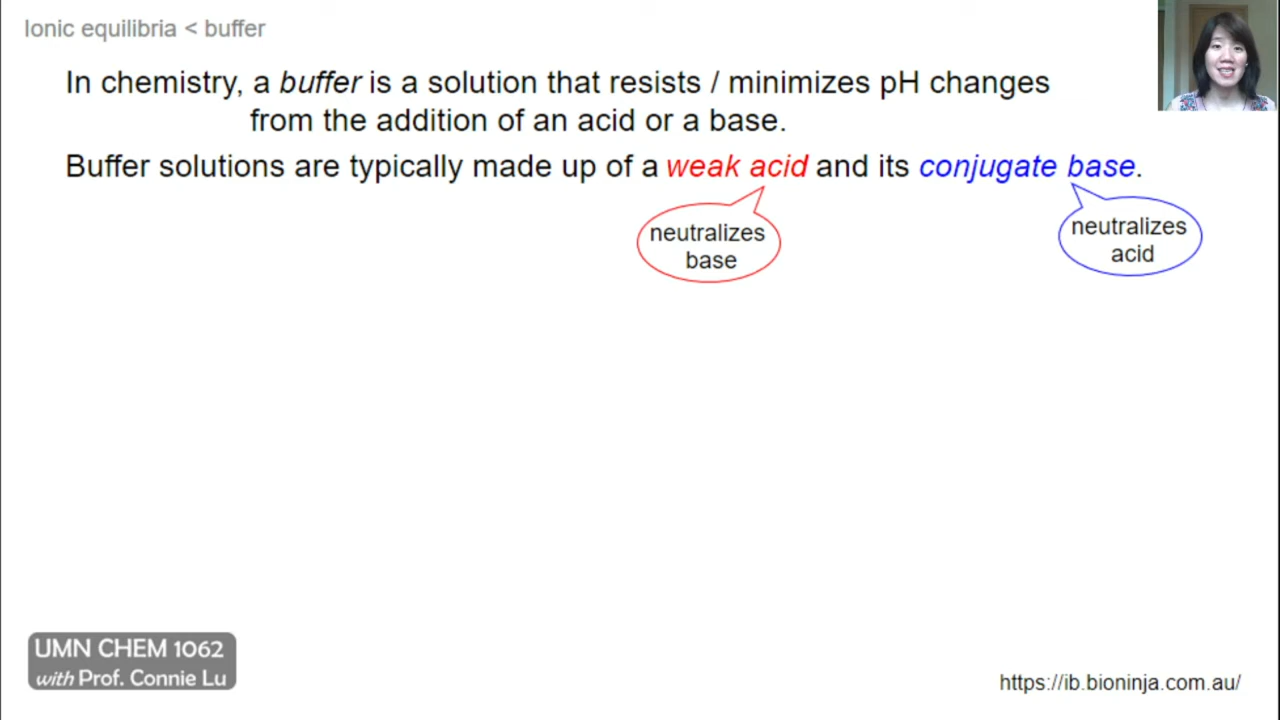 Ionic equilibria < buffer
In chemistry, a buffer is a solution that resists / minimizes pH changes
from the addition of an acid or a base.
Buffer solutions are typically made up of a weak acid and its conjugate base.
neutralizes
base
neutralizes
acid
UMN CHEM 1062
with Prof. Connie Lu
https://ib.bioninja.com.au/